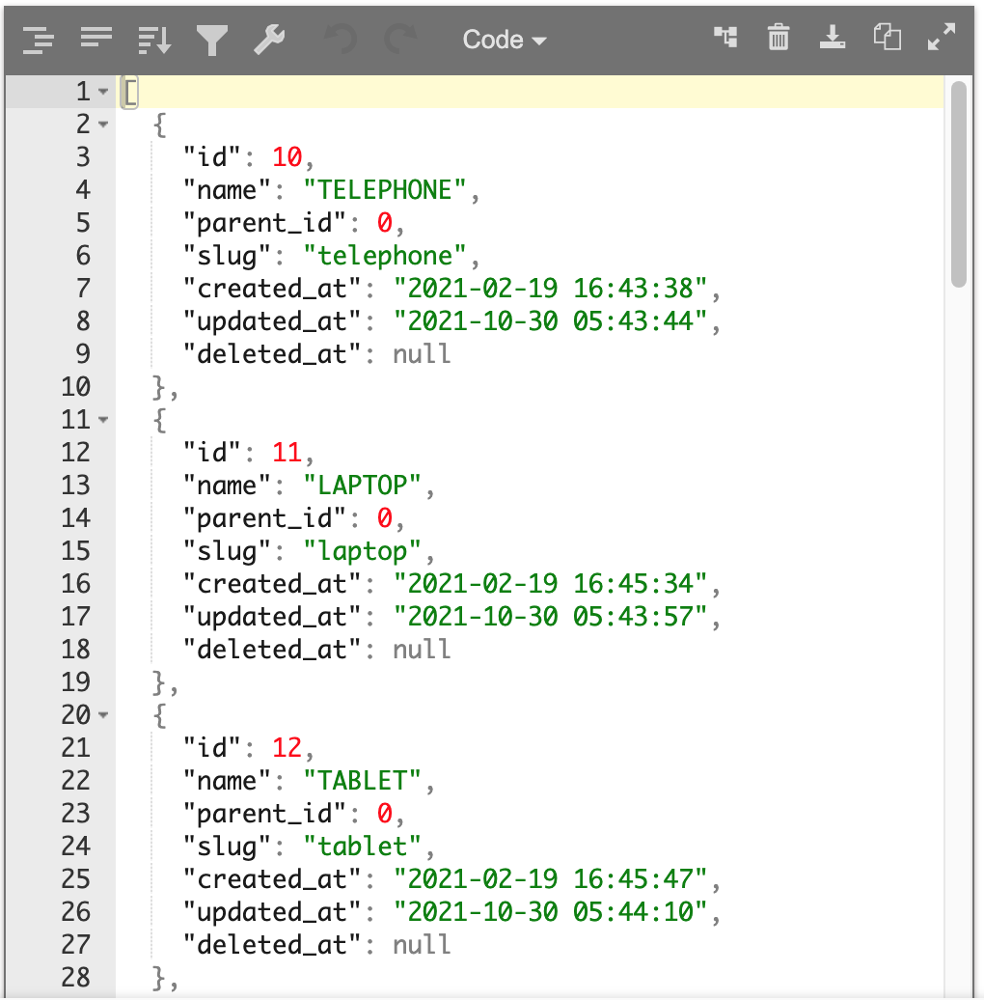 Code
1 [
2 {
3 "id": 10,
4 "name": "TELEPHONE",
5 "parent_id": 0,
6 "slug": "telephone",
7 "created_at": "2021-02-19 16:43:38",
8 "updated_at": "2021-10-30 05:43:44",
9 "deleted_at": null
10 },
11 {
12 "id": 11,
13 "name": "LAPTOP",
14 "parent_id": 0,
15 "slug": "laptop",
16 "created_at": "2021-02-19 16:45:34",
17 "updated_at": "2021-10-30 05:43:57",
18 "deleted_at": null
19 },
20 {
21 "id": 12,
22 "name": "TABLET",
23 "parent_id": 0,
24 "slug": "tablet",
25 "created_at": "2021-02-19 16:45:47",
26 "updated_at": "2021-10-30 05:44:10",
27 "deleted_at": null
28 },